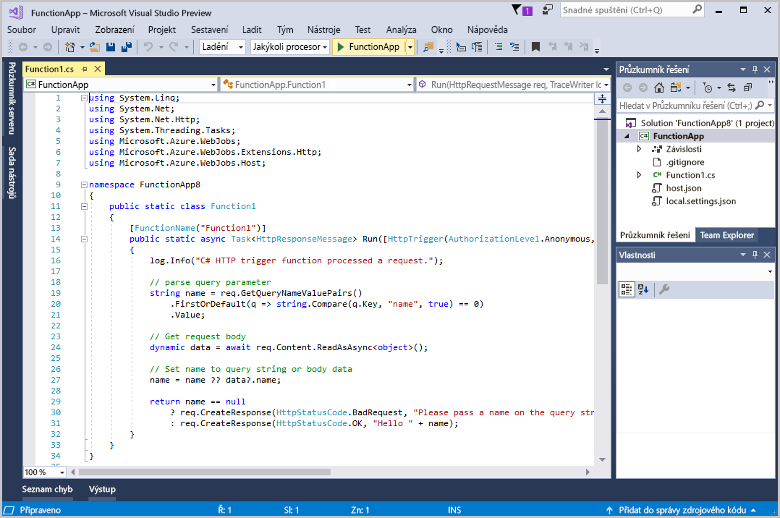 FunctionApp – Microsoft Visual Studio Preview
1
Snadné spuštění (Ctrl+Q)
Soubor Upravit Zobrazení Projekt Sestavení Ladit Tým Nástroje Test Analýza Okno Nápověda
Ladění Jakýkoli procesor FunctionApp
Průzkumník serveru
Sada nástrojů
Function1.cs
FunctionApp FunctionApp.Function1 Run(HttpRequestMessage req, TraceWriter lo
1 using System.Linq;
2 using System.Net;
3 using System.Net.Http;
4 using System.Threading.Tasks;
5 using Microsoft.Azure.WebJobs;
6 using Microsoft.Azure.WebJobs.Extensions.Http;
7 using Microsoft.Azure.WebJobs.Host;
8
9 namespace FunctionApp8
10 {
11 public static class Function1
12 {
13 [FunctionName("Function1")]
14 public static async Task<HttpResponseMessage> Run([HttpTrigger(AuthorizationLevel.Anonymous,
15 {
16 log.Info("C# HTTP trigger function processed a request.");
17
18 // parse query parameter
19 string name = req.GetQueryNameValuePairs()
20 .FirstOrDefault(q => string.Compare(q.Key, "name", true) == 0)
21 .Value;
22
23 // Get request body
24 dynamic data = await req.Content.ReadAsAsync<object>();
25
26 // Set name to query string or body data
27 name = name ?? data?.name;
28
29 return name == null
30 ? req.CreateResponse(HttpStatusCode.BadRequest, "Please pass a name on the query str
31 : req.CreateResponse(HttpStatusCode.OK, "Hello " + name);
32 }
33 }
34 }
100 %
Průzkumník řešení
Hledat v Průzkumníku řešení (Ctrl+;)
Solution 'FunctionApp8' (1 project)
FunctionApp
Závislosti
.gitignore
Function1.cs
host.json
local.settings.json
Průzkumník řešení Team Explorer
Vlastnosti
Seznam chyb Výstup
Připraveno Ř: 1 Sl: 1 Zn: 1 INS Přidat do správy zdrojového kódu